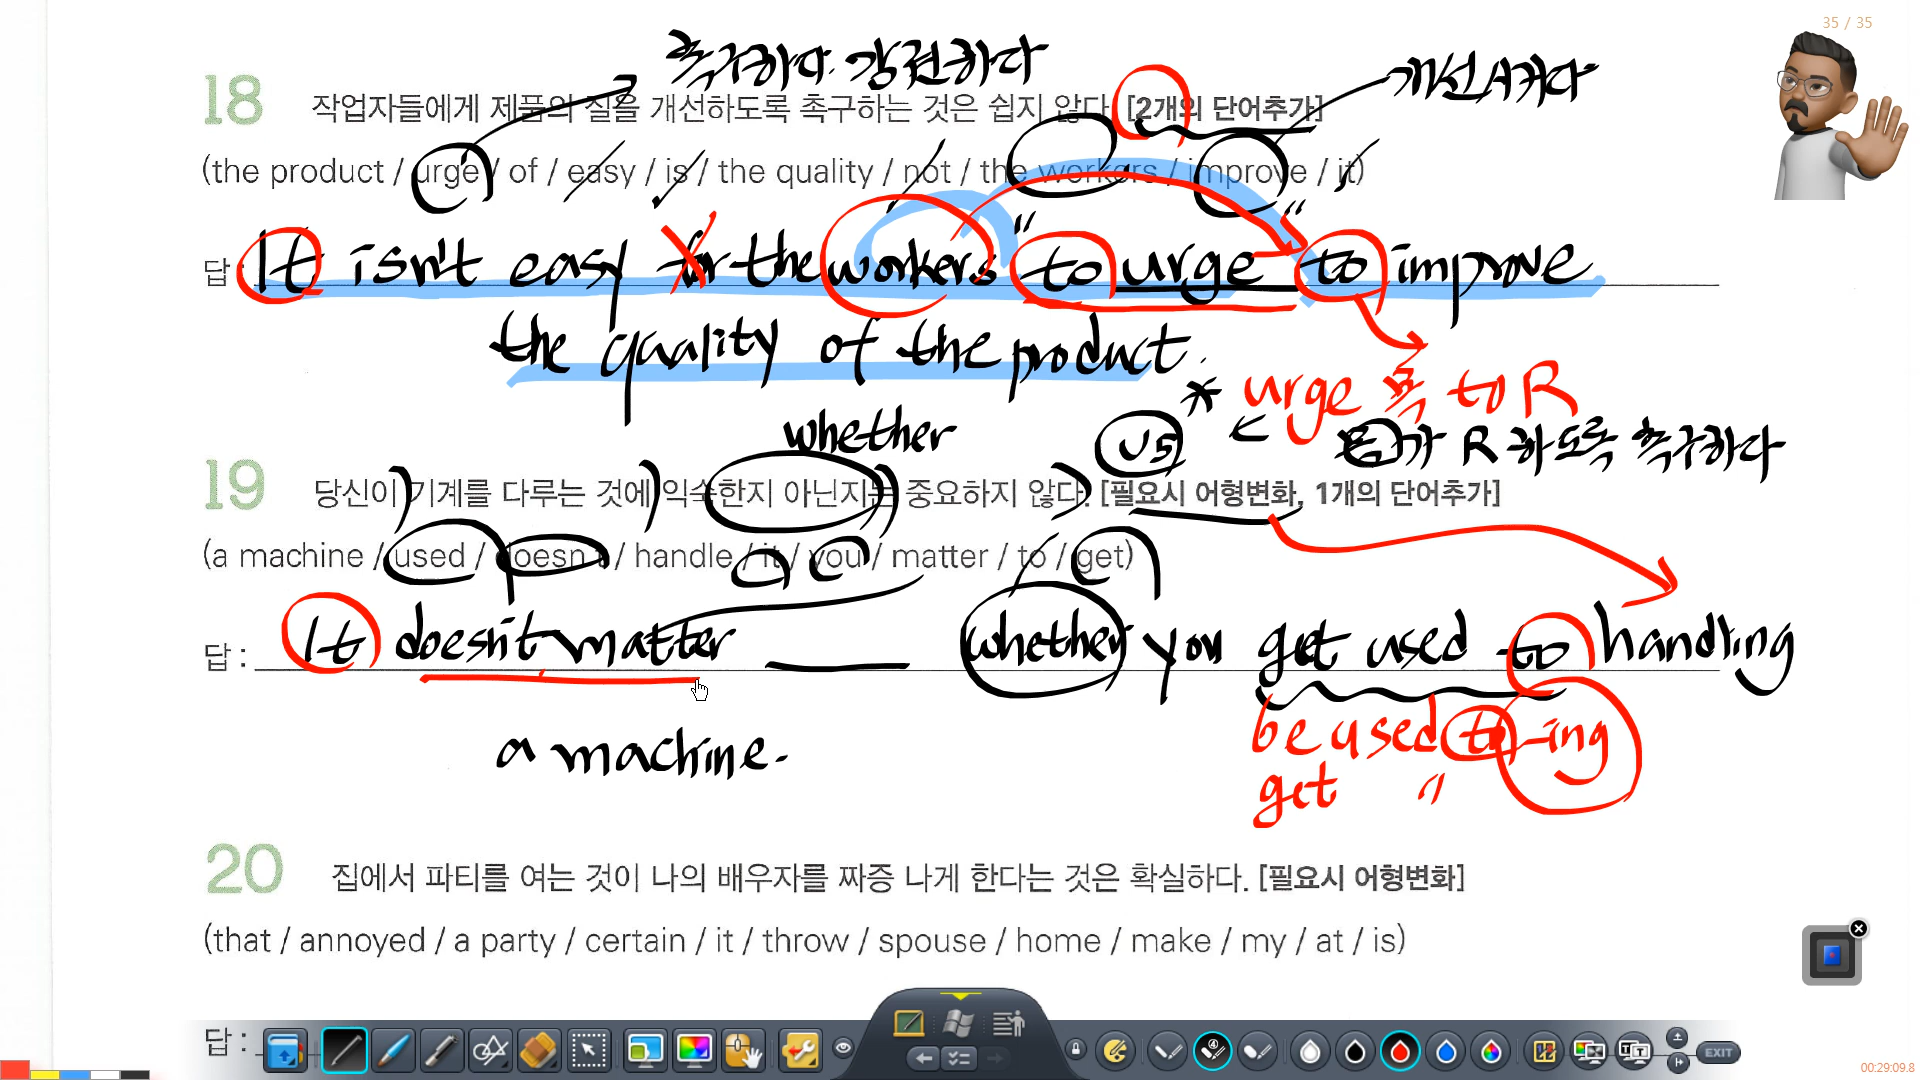 35 / 35
촉구하다. 강권하다
개선시키다
18 작업자들에게 제품의 질을 개선하도록 촉구하는 것은 쉽지 않다. [2개의 단어추가]
(the product / urge / of / easy / is / the quality / not / the workers / improve / it)
답 : It isn't easy for the workers to urge to improve
the quality of the product.
* urge 목 to R
목가 R 하도록 촉구하다
whether
US
19 당신이 기계를 다루는 것에 익숙한지 아닌지는 중요하지 않다. [필요시 어형변화, 1개의 단어추가]
(a machine / used / doesn't / handle / it / you / matter / to / get)
답 : It doesn't matter whether you get used to handling
be used to -ing
get "
a machine.
20 집에서 파티를 여는 것이 나의 배우자를 짜증 나게 한다는 것은 확실하다. [필요시 어형변화]
(that / annoyed / a party / certain / it / throw / spouse / home / make / my / at / is)
답 :
EXIT
00:29:09.8